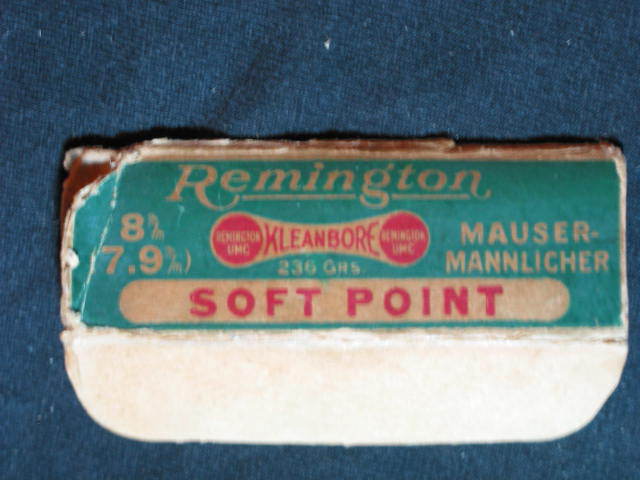 Remington
8 m/m
7.9 m/m)
REMINGTON UMC
KLEANBORE
REMINGTON UMC
236 GRS.
MAUSER-
MANNLICHER
SOFT POINT